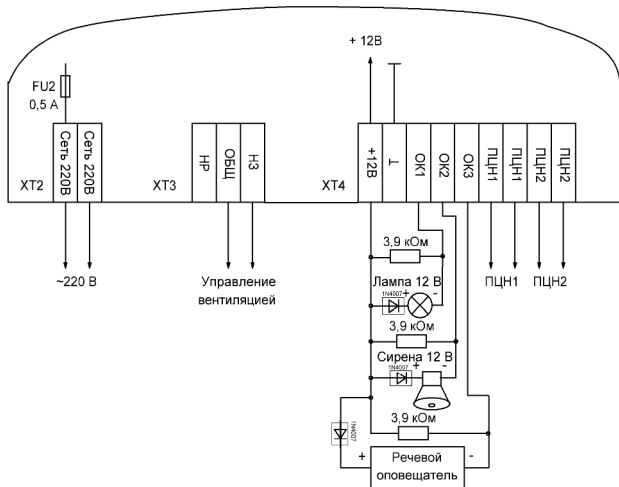 + 12В
FU2
0,5 А
XT2
Сеть 220В
Сеть 220В
XT3
НР
ОБЩ
НЗ
XT4
+12В
Т
ОК1
ОК2
ОК3
ПЦН1
ПЦН1
ПЦН2
ПЦН2
~220 В
Управление
вентиляцией
3,9 кОм
ПЦН1
ПЦН2
Лампа 12 В
1N4007
+
-
3,9 кОм
Сирена 12 В
1N4007
+
-
3,9 кОм
1N4007
+
Речевой
оповещатель
-